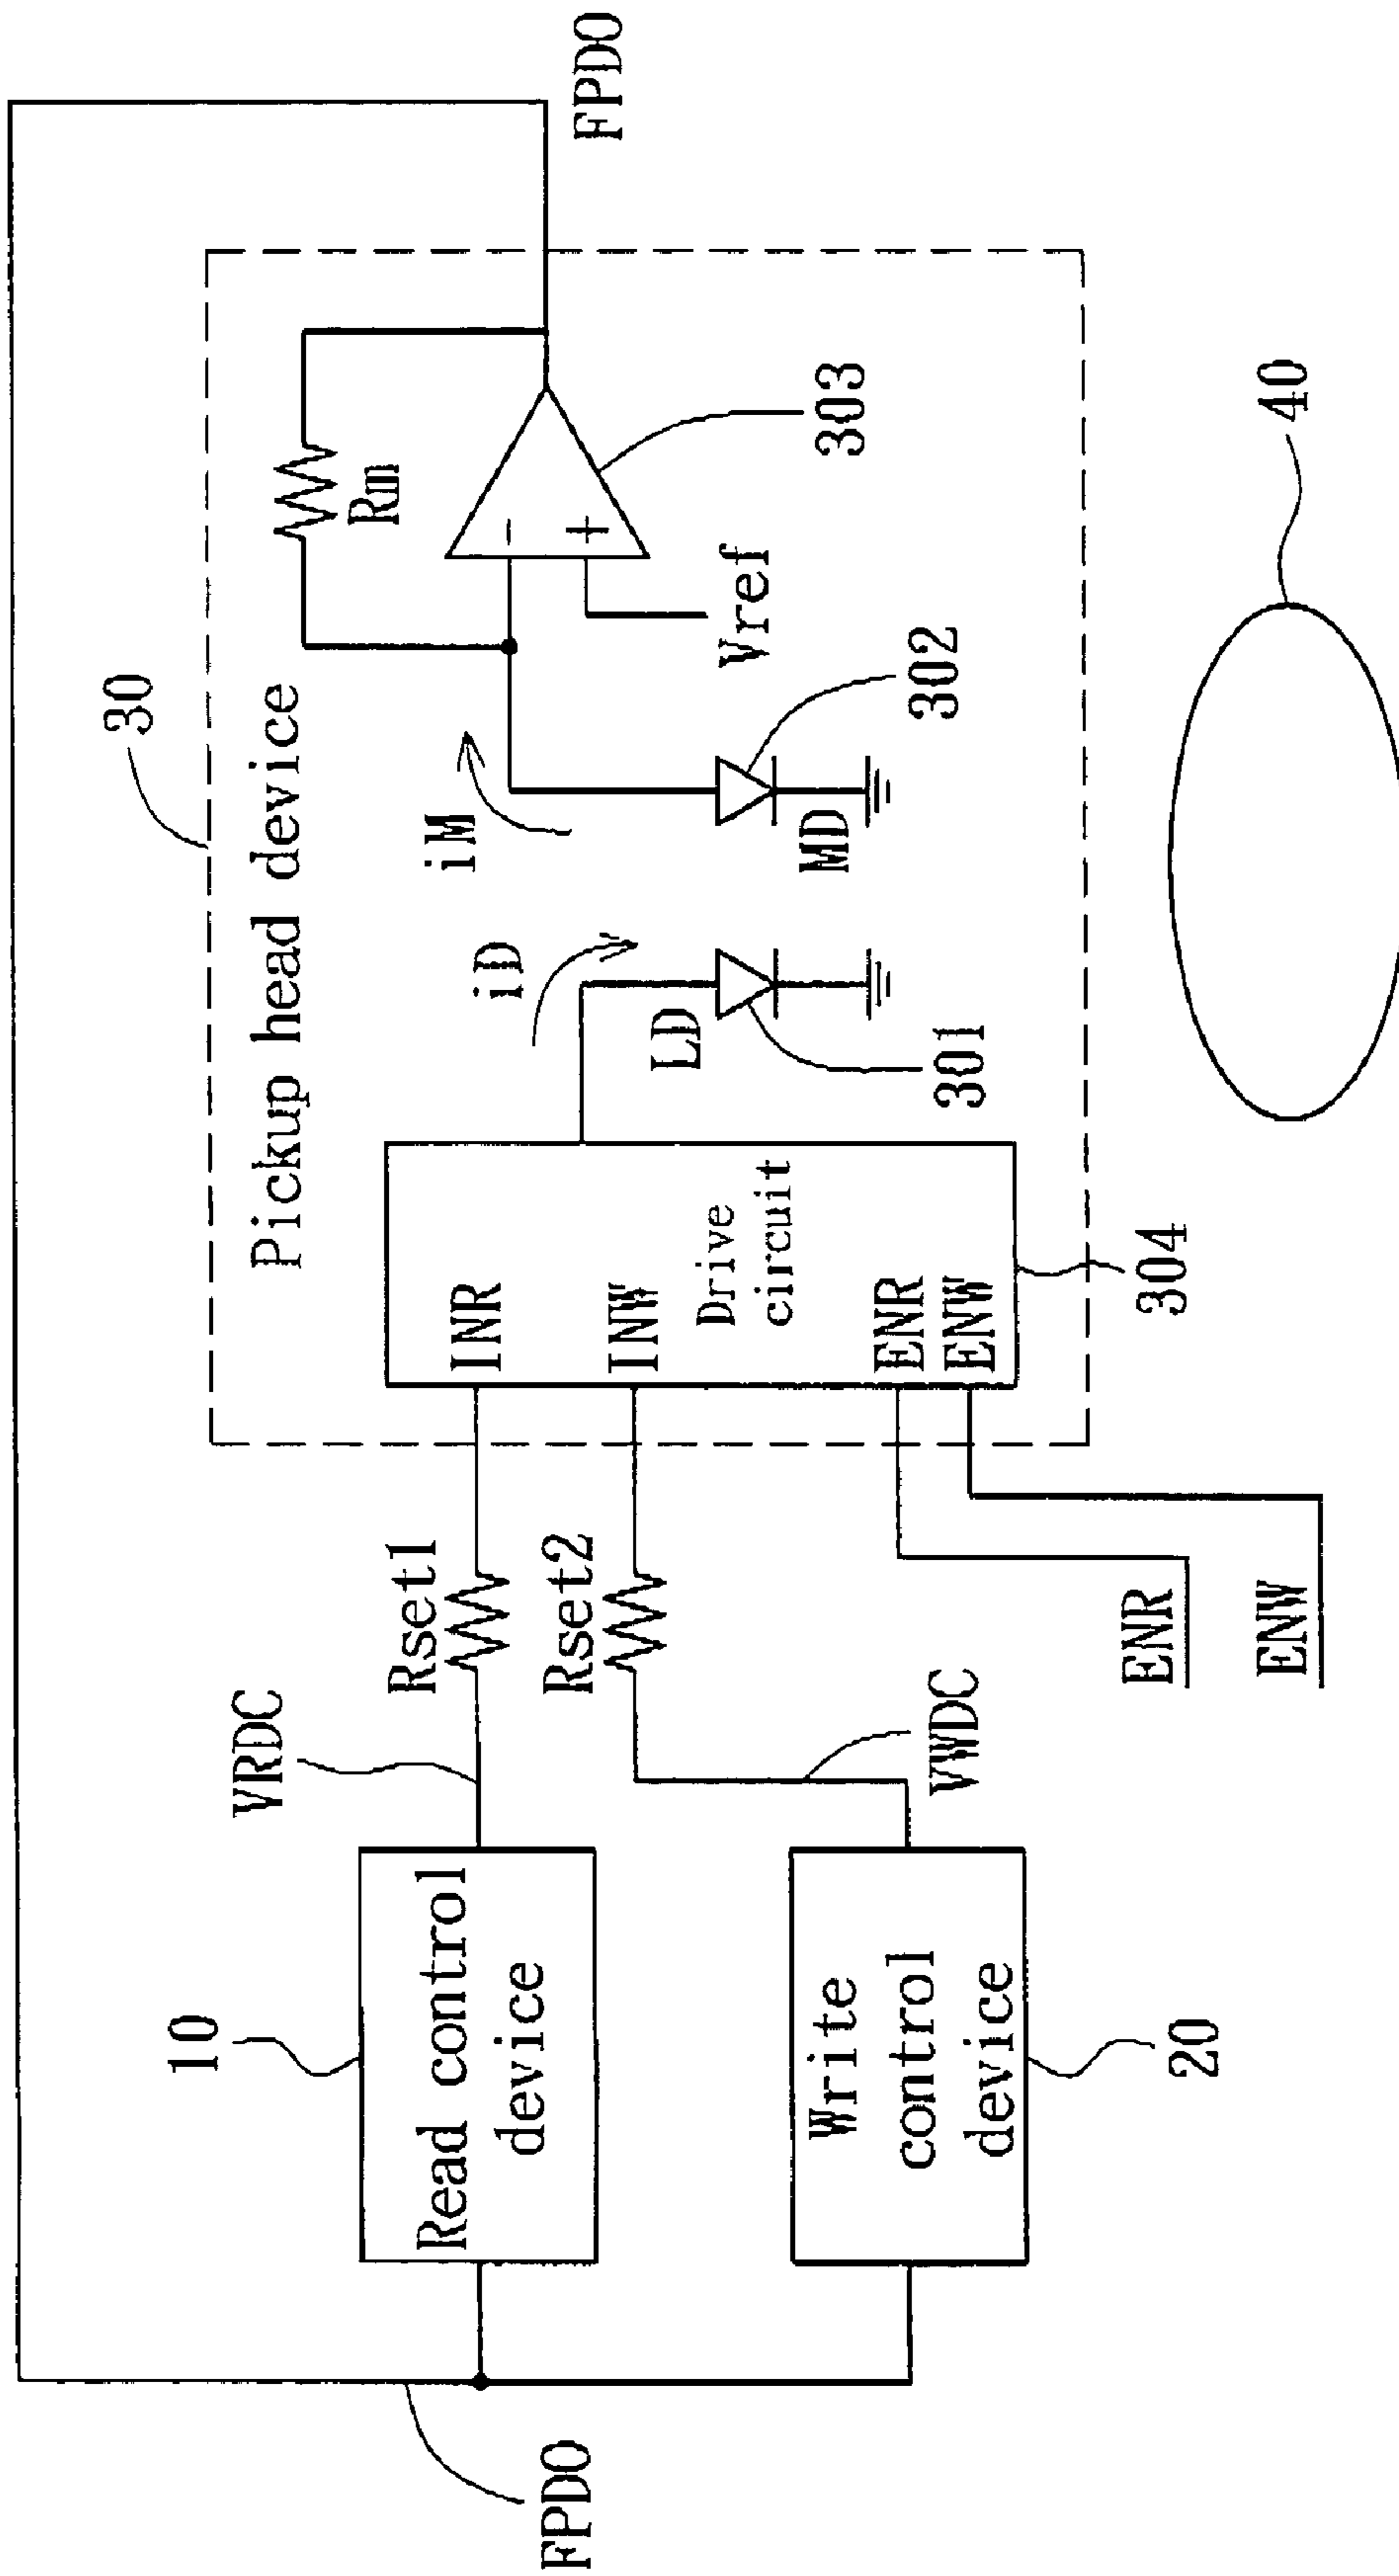 FPDO
30
Pickup head device
Rm
iM
iD
303
Vref
302
MD
LD
301
INR
INW
Drive
circuit
ENR
ENW
304
40
VRDC
Rset1
Rset2
VWDC
ENR
ENW
10
Read control
device
Write
control
device
20
FPDO
-
+